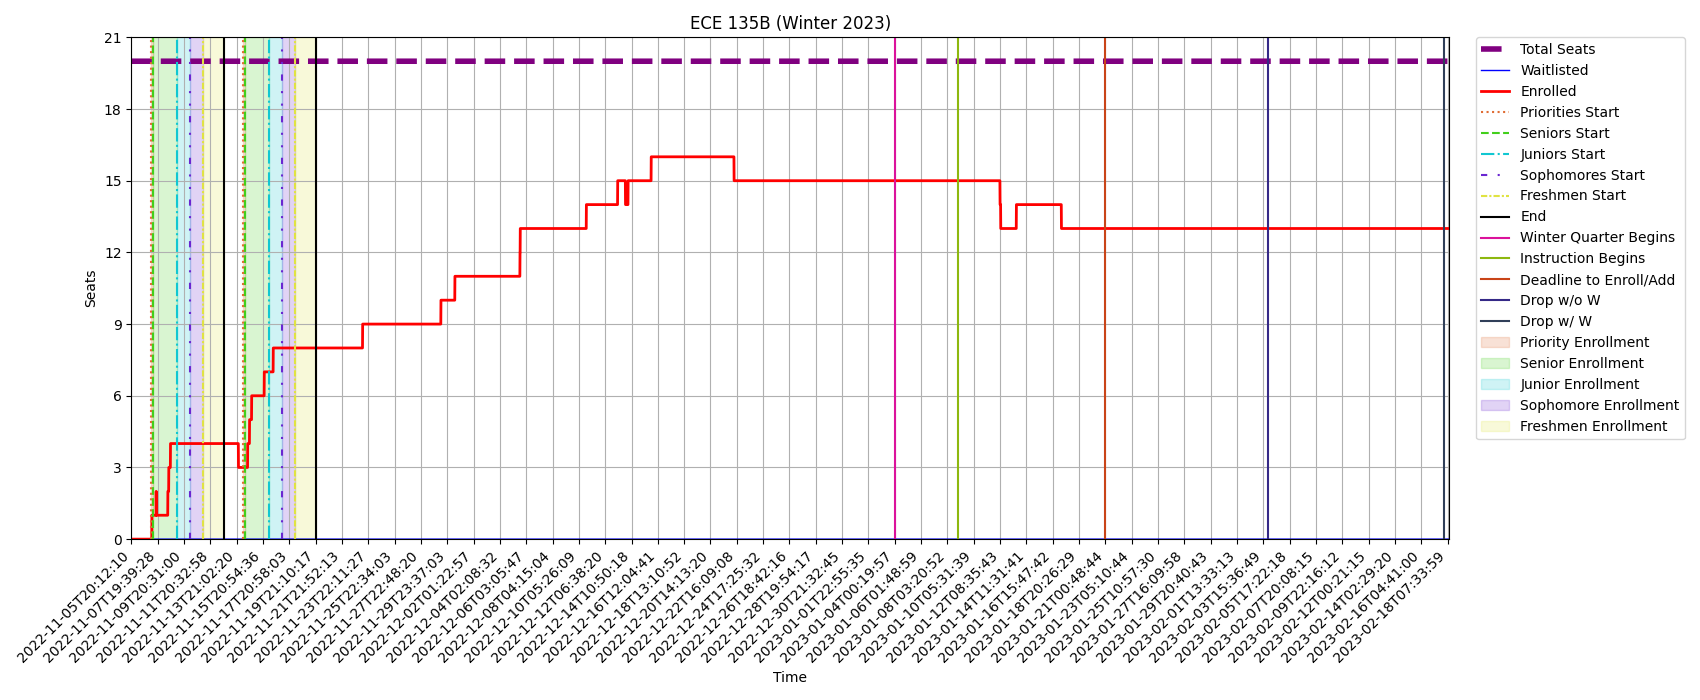 ECE 135B (Winter 2023)
21
18
15
12
9
6
3
0
Seats
2022-11-05T20:12:10
2022-11-07T19:39:28
2022-11-09T20:31:00
2022-11-11T20:32:58
2022-11-13T21:02:20
2022-11-15T20:54:36
2022-11-17T20:58:03
2022-11-19T21:10:17
2022-11-21T21:52:13
2022-11-23T22:11:27
2022-11-25T22:34:03
2022-11-27T22:48:20
2022-11-29T23:37:03
2022-12-02T01:22:57
2022-12-04T02:08:32
2022-12-06T03:05:47
2022-12-08T04:15:04
2022-12-10T05:26:09
2022-12-12T06:38:20
2022-12-14T10:50:18
2022-12-16T12:04:41
2022-12-18T13:10:52
2022-12-20T14:13:20
2022-12-22T16:09:08
2022-12-24T17:25:32
2022-12-26T18:42:16
2022-12-28T19:54:17
2022-12-30T21:32:45
2023-01-01T22:55:35
2023-01-04T00:19:57
2023-01-06T01:48:59
2023-01-08T03:20:52
2023-01-10T05:31:39
2023-01-12T08:35:43
2023-01-14T11:31:41
2023-01-16T15:47:42
2023-01-18T20:26:29
2023-01-21T00:48:44
2023-01-23T05:10:44
2023-01-25T10:57:30
2023-01-27T16:09:58
2023-01-29T20:40:43
2023-02-01T13:33:13
2023-02-03T15:36:49
2023-02-05T17:22:18
2023-02-07T20:08:15
2023-02-09T22:16:12
2023-02-12T00:21:15
2023-02-14T02:29:20
2023-02-16T04:41:00
2023-02-18T07:33:59
Time
Total Seats
Waitlisted
Enrolled
Priorities Start
Seniors Start
Juniors Start
Sophomores Start
Freshmen Start
End
Winter Quarter Begins
Instruction Begins
Deadline to Enroll/Add
Drop w/o W
Drop w/ W
Priority Enrollment
Senior Enrollment
Junior Enrollment
Sophomore Enrollment
Freshmen Enrollment